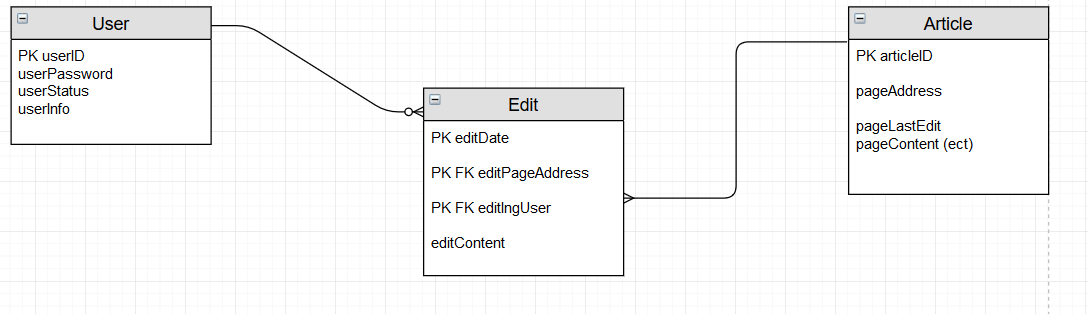 User
PK userID
userPassword
userStatus
userInfo
Edit
PK editDate
PK FK editPageAddress
PK FK editIngUser
editContent
Article
PK articleID
pageAddress
pageLastEdit
pageContent (ect)